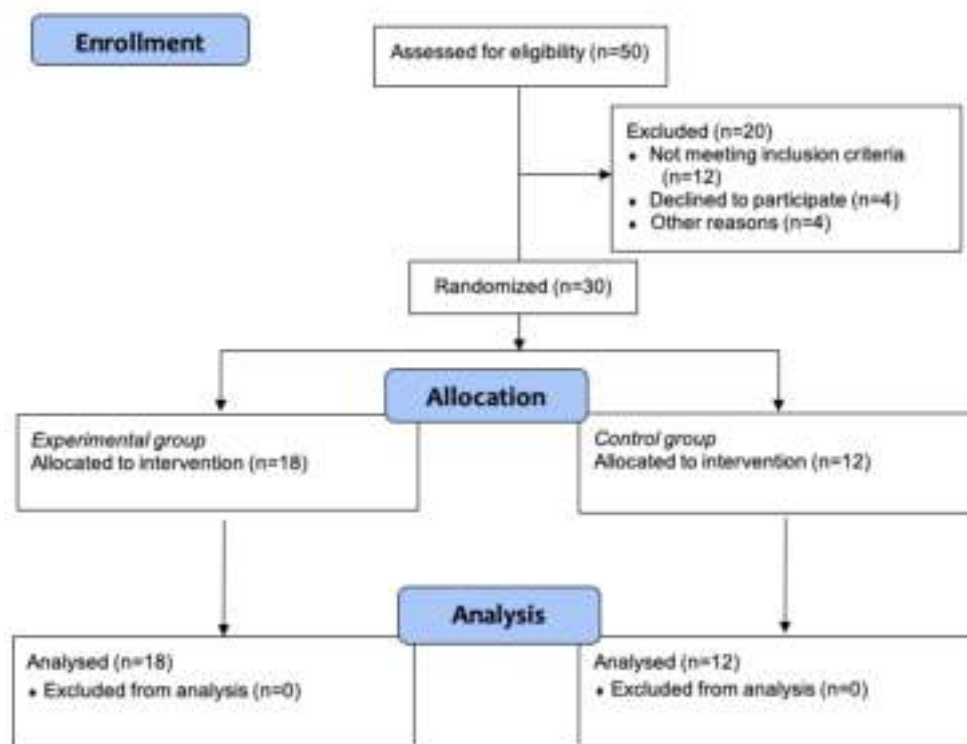 Enrollment
Assessed for eligibility (n=50)
Excluded (n=20)
• Not meeting inclusion criteria
(n=12)
• Declined to participate (n=4)
• Other reasons (n=4)
Randomized (n=30)
Allocation
Experimental group
Allocated to intervention (n=18)
Control group
Allocated to intervention (n=12)
Analysis
Analysed (n=18)
• Excluded from analysis (n=0)
Analysed (n=12)
• Excluded from analysis (n=0)